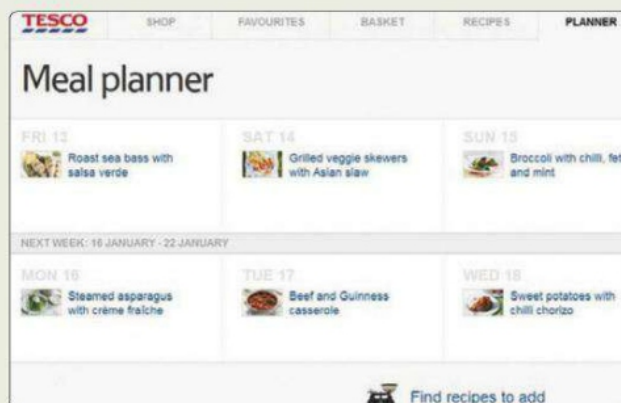 TESCO SHOP FAVOURITES BASKET RECIPES PLANNER
Meal planner
FRI 13 SAT 14 SUN 15
Roast sea bass with
salsa verde
Grilled veggie skewers
with Asian slaw
Broccoli with chilli, fet
and mint
NEXT WEEK: 16 JANUARY - 22 JANUARY
MON 16 TUE 17 WED 18
Steamed asparagus
with crème fraîche
Beef and Guinness
casserole
Sweet potatoes with
chilli chorizo
Find recipes to add